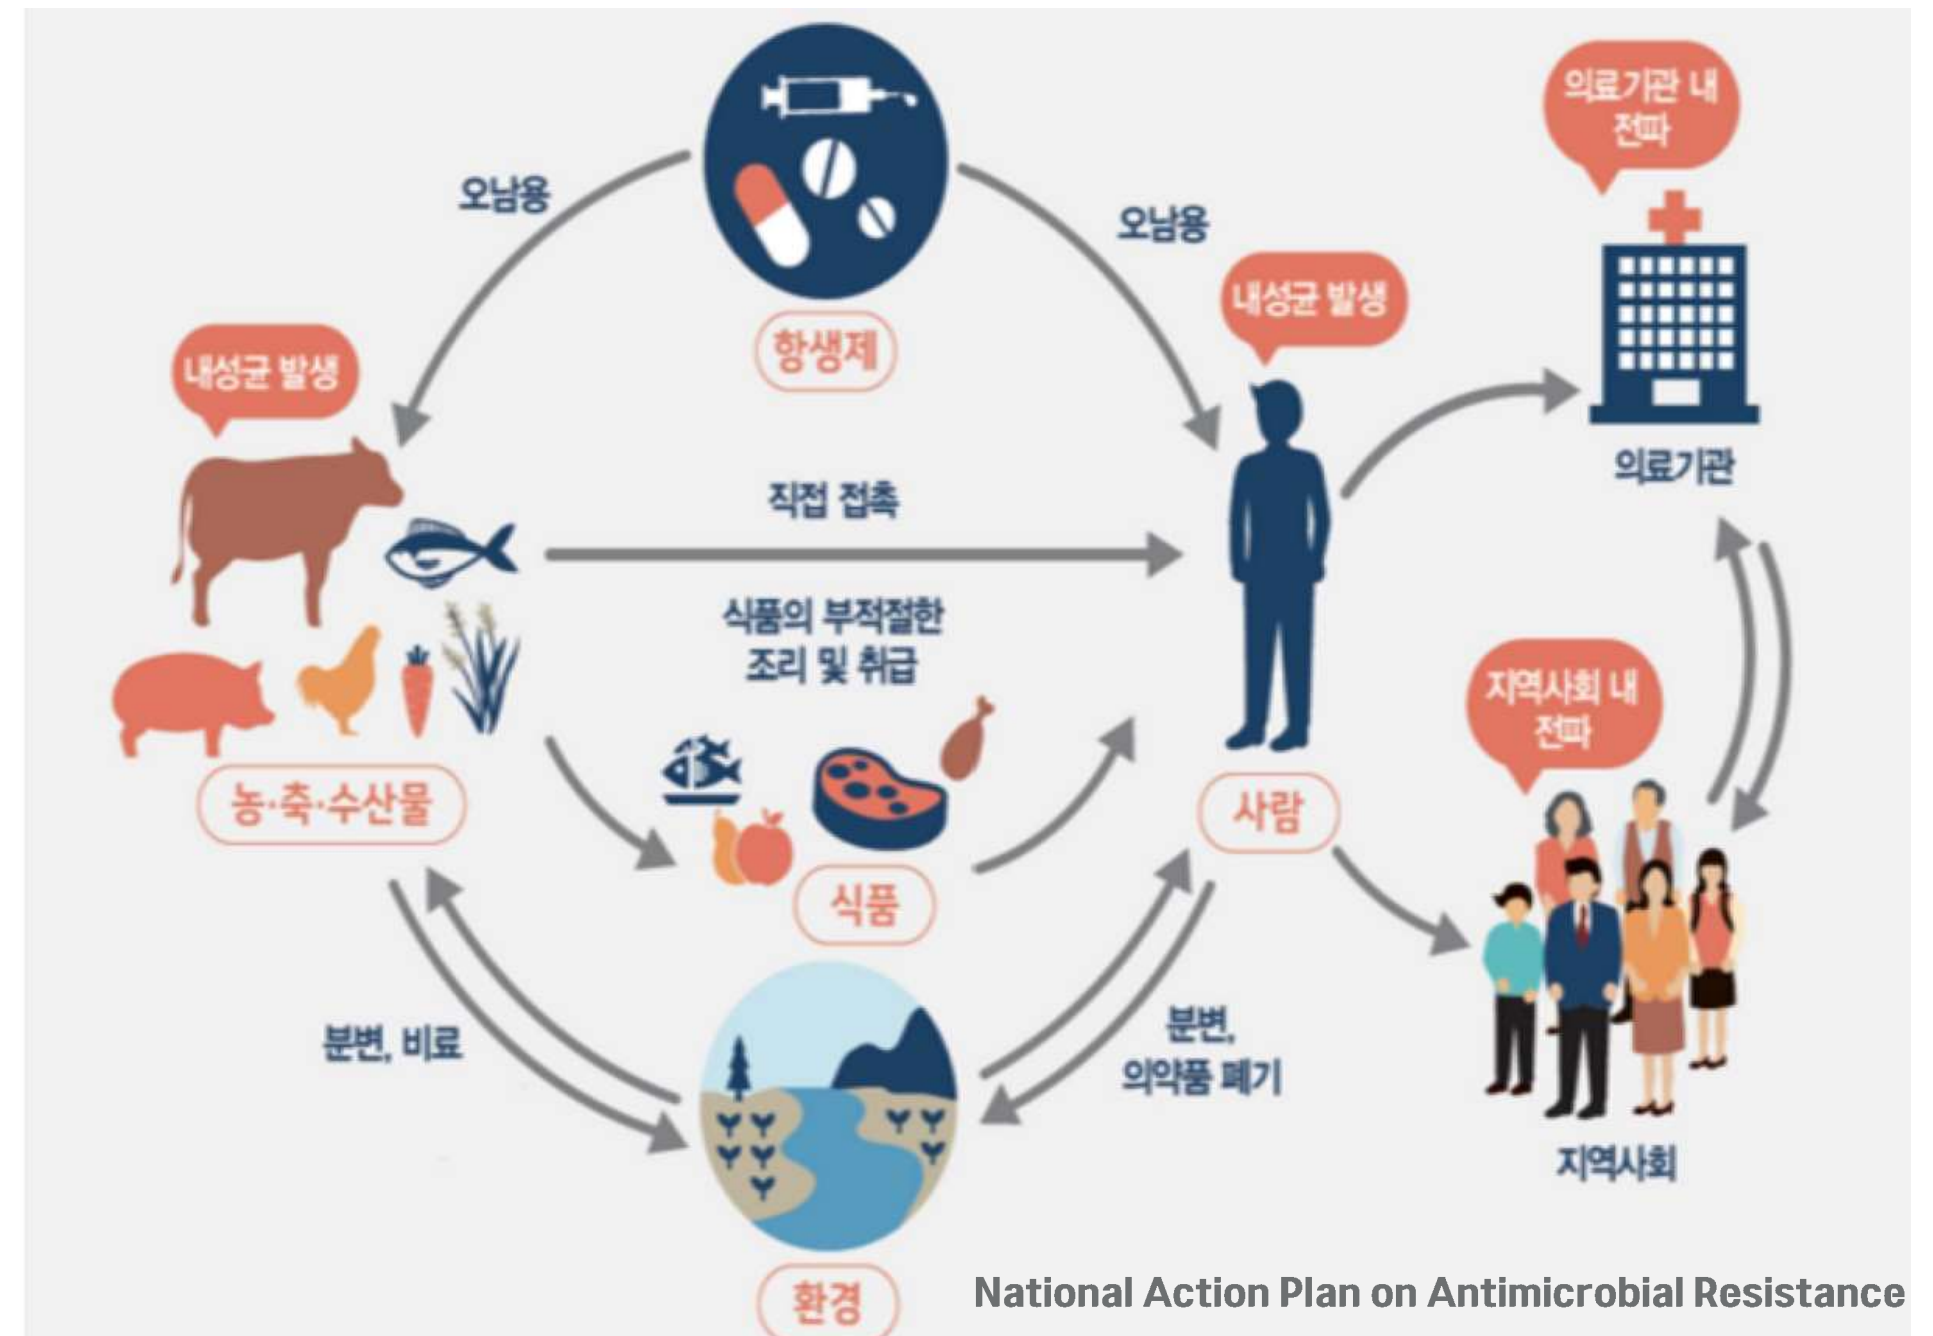 의료기관 내
전파
오남용
오남용
내성균 발생
항생제
내성균 발생
의료기관
직접 접촉
식품의 부적절한
조리 및 취급
지역사회 내
전파
농·축·수산물
사람
식품
분변, 비료
분변,
의약품 폐기
지역사회
환경
National Action Plan on Antimicrobial Resistance